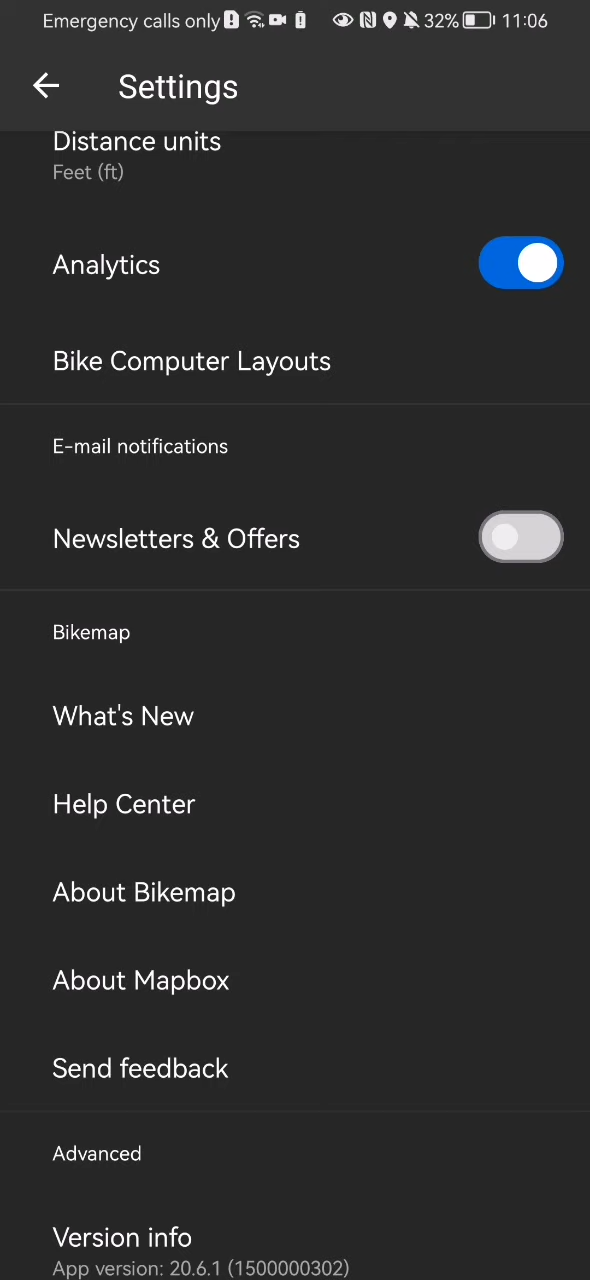 Emergency calls only 32% 11:06
Settings
Distance units
Feet (ft)
Analytics
Bike Computer Layouts
E-mail notifications
Newsletters & Offers
Bikemap
What's New
Help Center
About Bikemap
About Mapbox
Send feedback
Advanced
Version info
App version: 20.6.1 (1500000302)